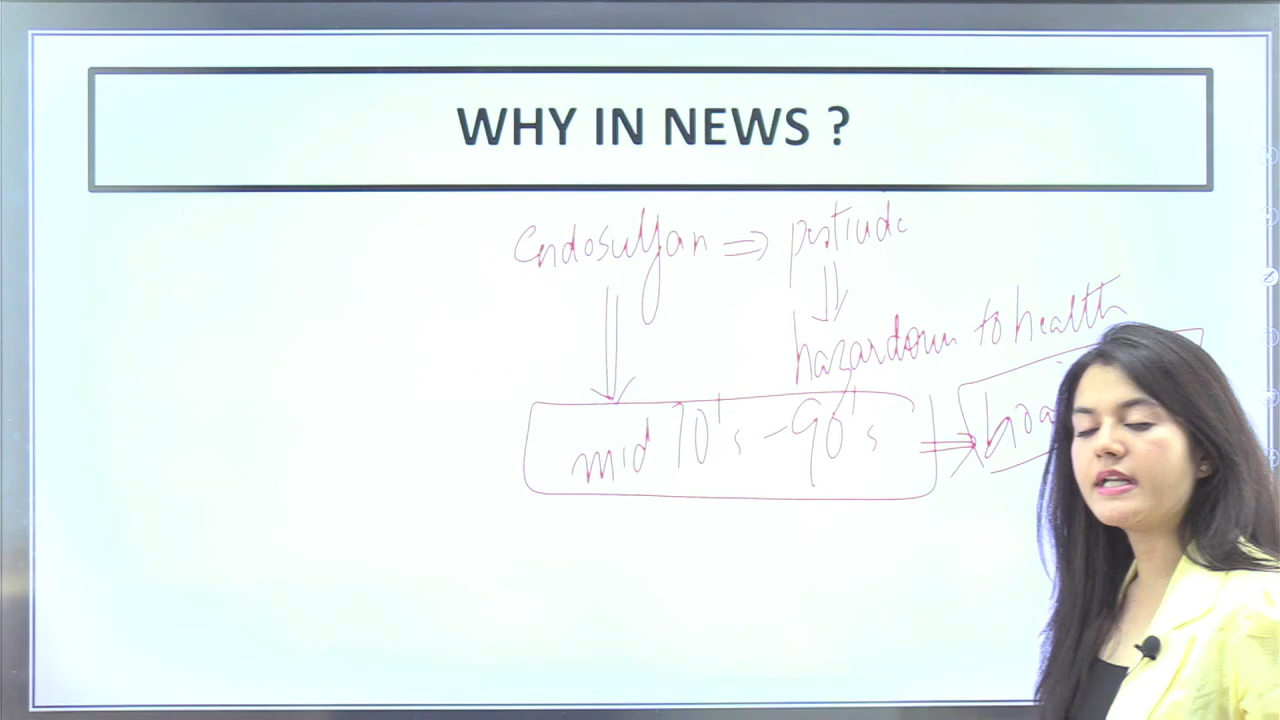 WHY IN NEWS ?
Endosulfan ⇒ pesticide
hazardous to health
mid 70's - 90's ⇒